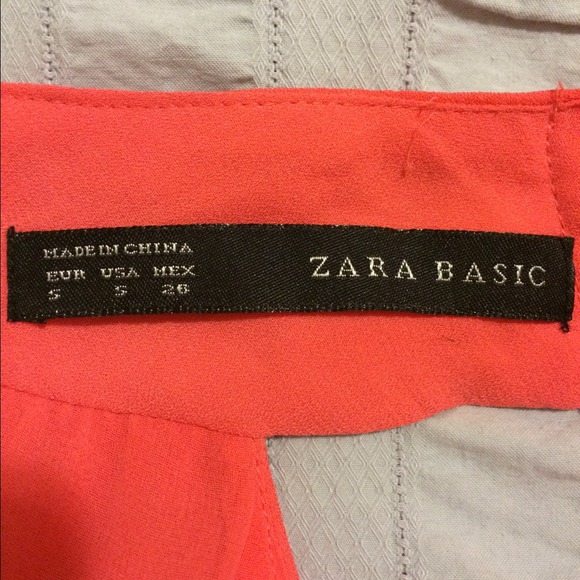 MADE IN CHINA
EUR USA MEX
S S 26
ZARA BASIC